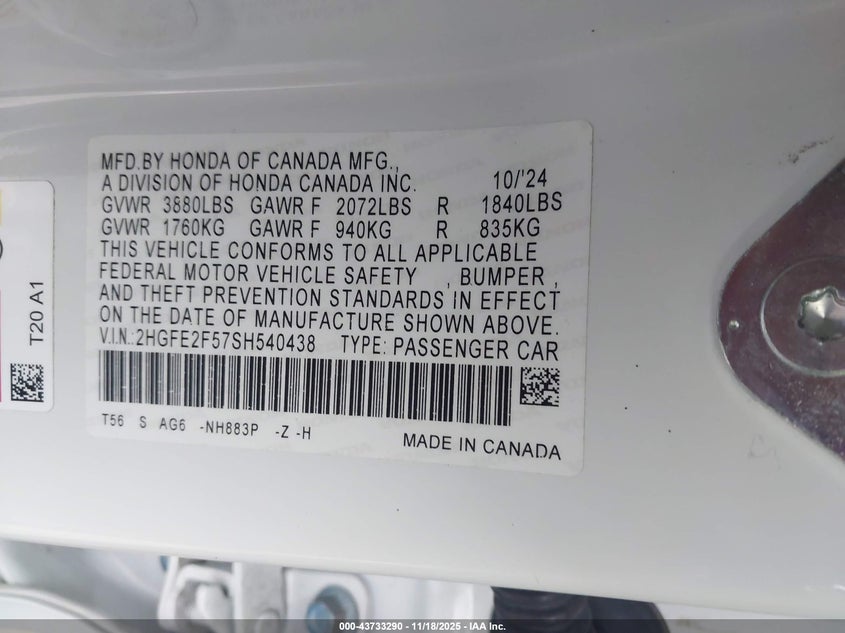 MFD.BY HONDA OF CANADA MFG.,
A DIVISION OF HONDA CANADA INC. 10/'24
GVWR 3880LBS GAWR F 2072LBS R 1840LBS
GVWR 1760KG GAWR F 940KG R 835KG
THIS VEHICLE CONFORMS TO ALL APPLICABLE
FEDERAL MOTOR VEHICLE SAFETY , BUMPER ,
AND THEFT PREVENTION STANDARDS IN EFFECT
ON THE DATE OF MANUFACTURE SHOWN ABOVE.
V.I.N.:2HGFE2F57SH540438 TYPE: PASSENGER CAR
T56 S AG6 -NH883P -Z -H
MADE IN CANADA
T20 A1
000-43733290 - 11/18/2025 - © IAA Inc.